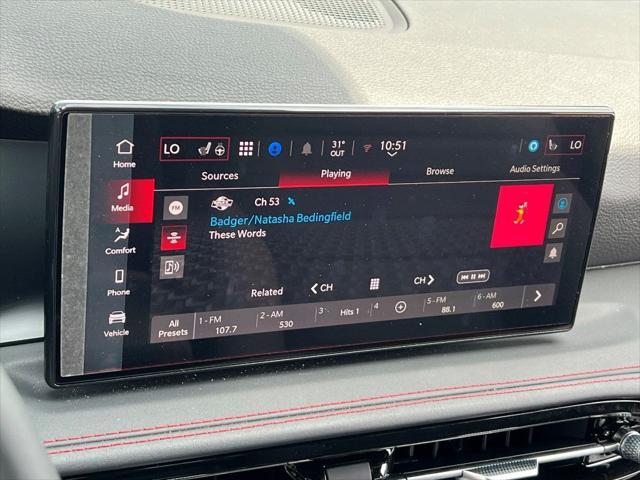 LO 31° OUT 10:51 LO
Home
Sources Playing Browse Audio Settings
Media
FM
Ch 53
Badger/Natasha Bedingfield
These Words
Comfort
Phone
Related CH CH
Vehicle
All Presets
1 - FM 107.7
2 - AM 530
3 Hits 1
4
5 - FM 88.1
6 - AM 600